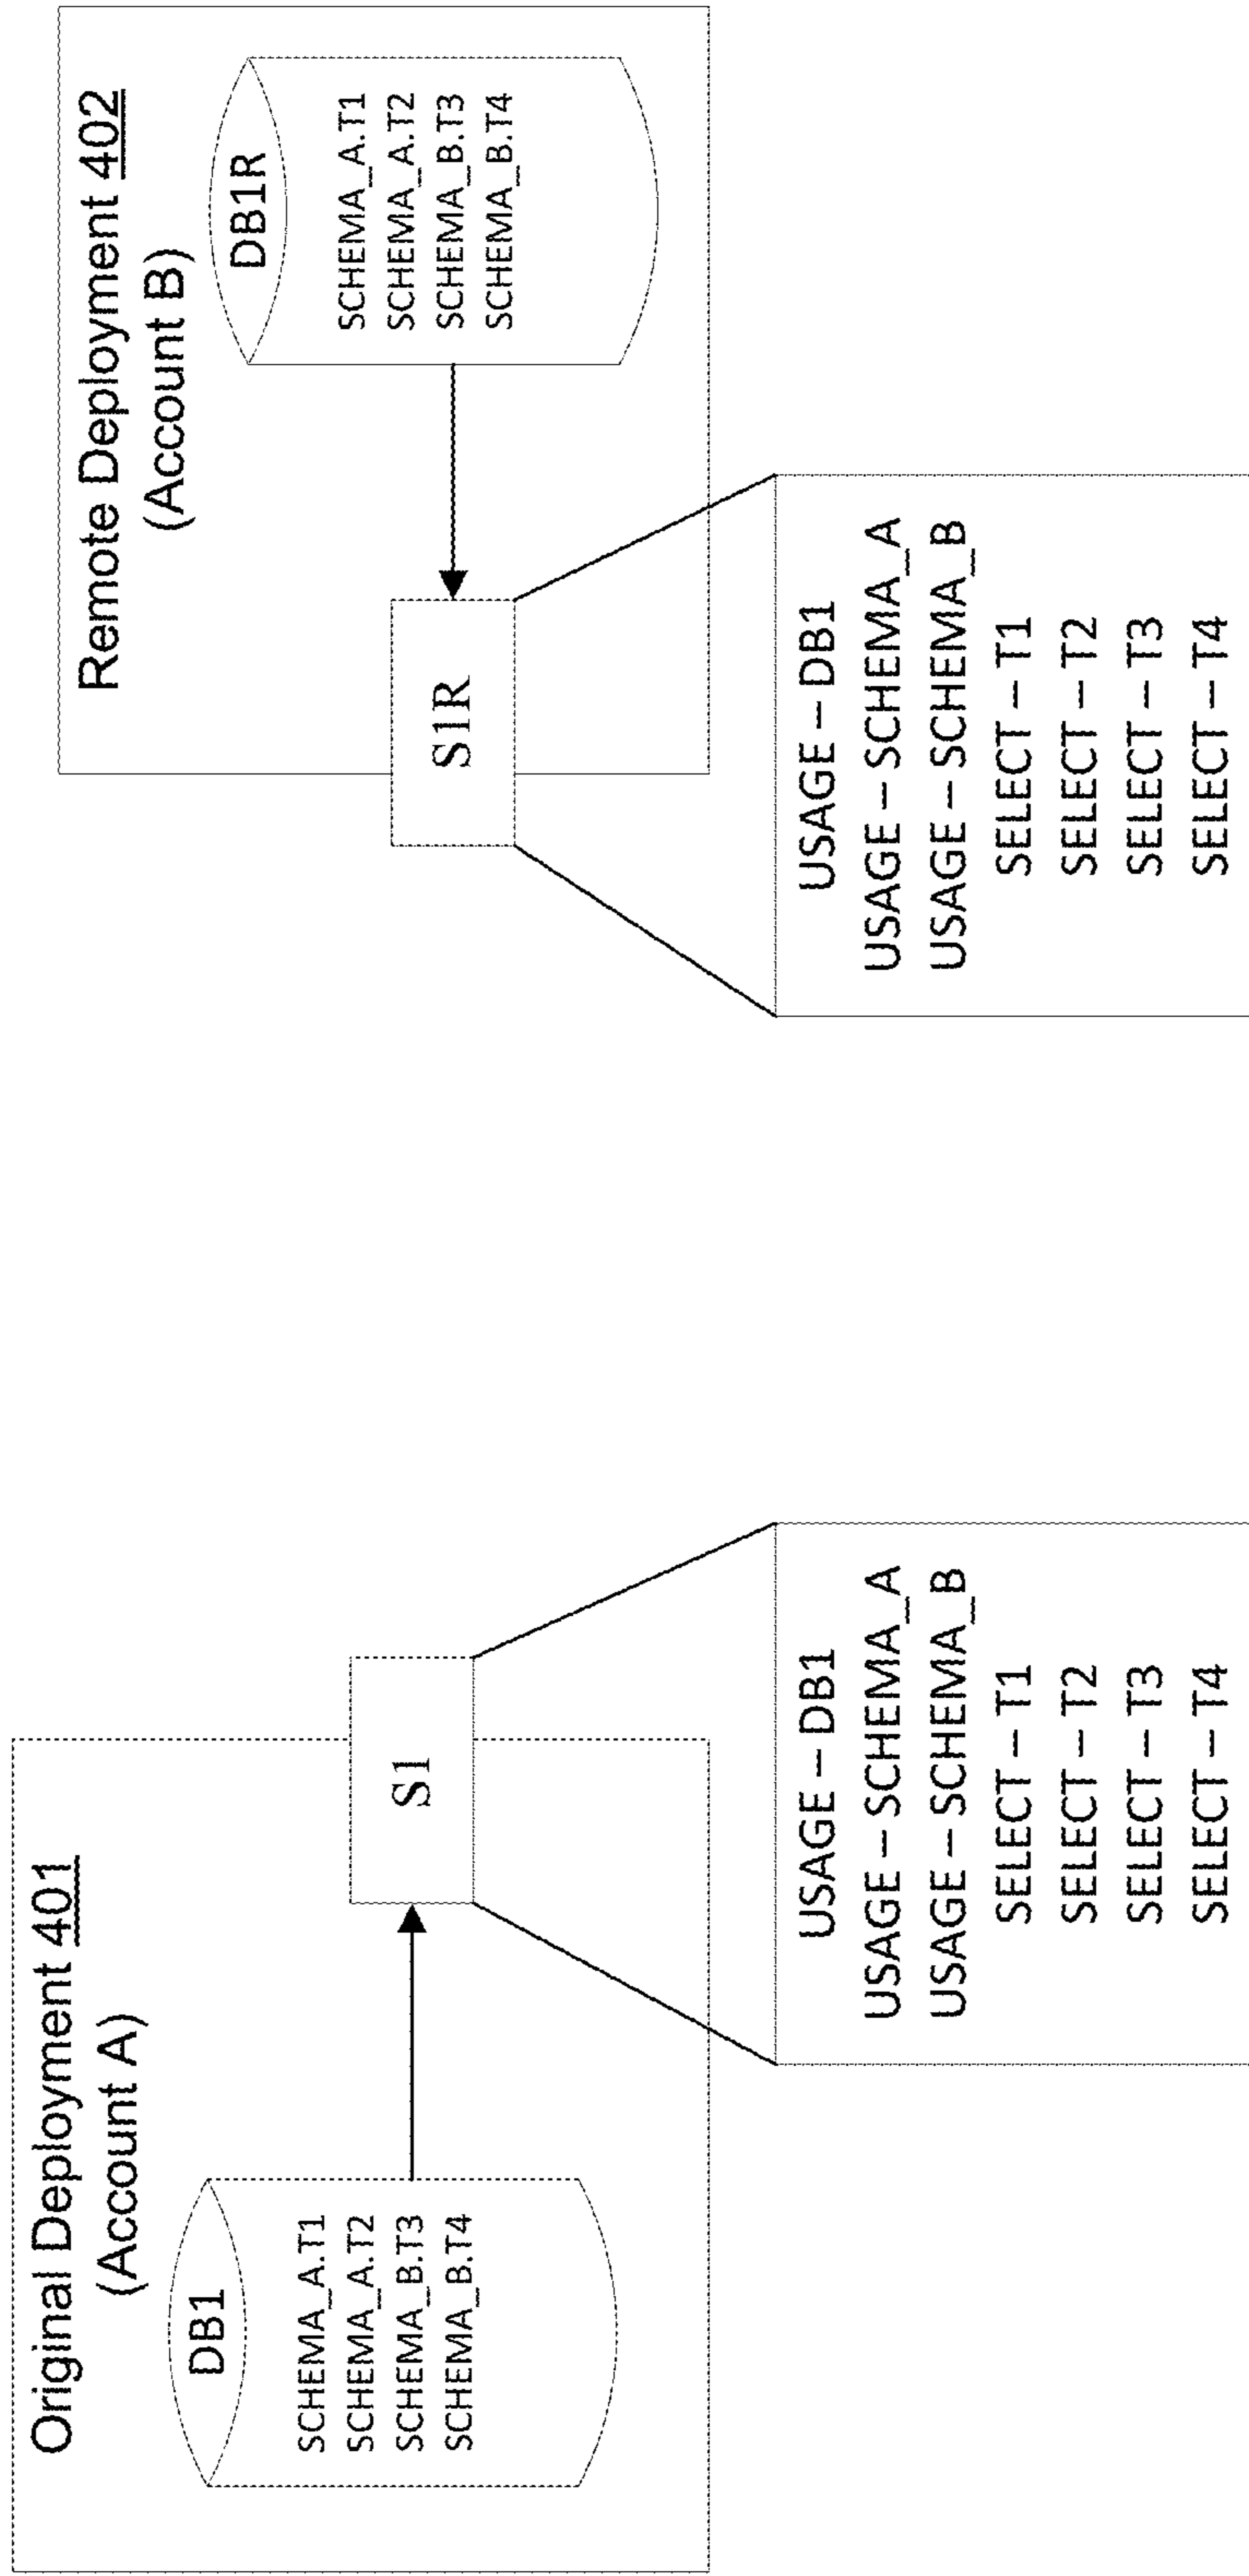 Original Deployment 401
(Account A)
DB1
SCHEMA_A.T1
SCHEMA_A.T2
SCHEMA_B.T3
SCHEMA_B.T4
S1
USAGE – DB1
USAGE – SCHEMA_A
USAGE – SCHEMA_B
SELECT – T1
SELECT – T2
SELECT – T3
SELECT – T4
Remote Deployment 402
(Account B)
DB1R
SCHEMA_A.T1
SCHEMA_A.T2
SCHEMA_B.T3
SCHEMA_B.T4
S1R
USAGE – DB1
USAGE – SCHEMA_A
USAGE – SCHEMA_B
SELECT – T1
SELECT – T2
SELECT – T3
SELECT – T4